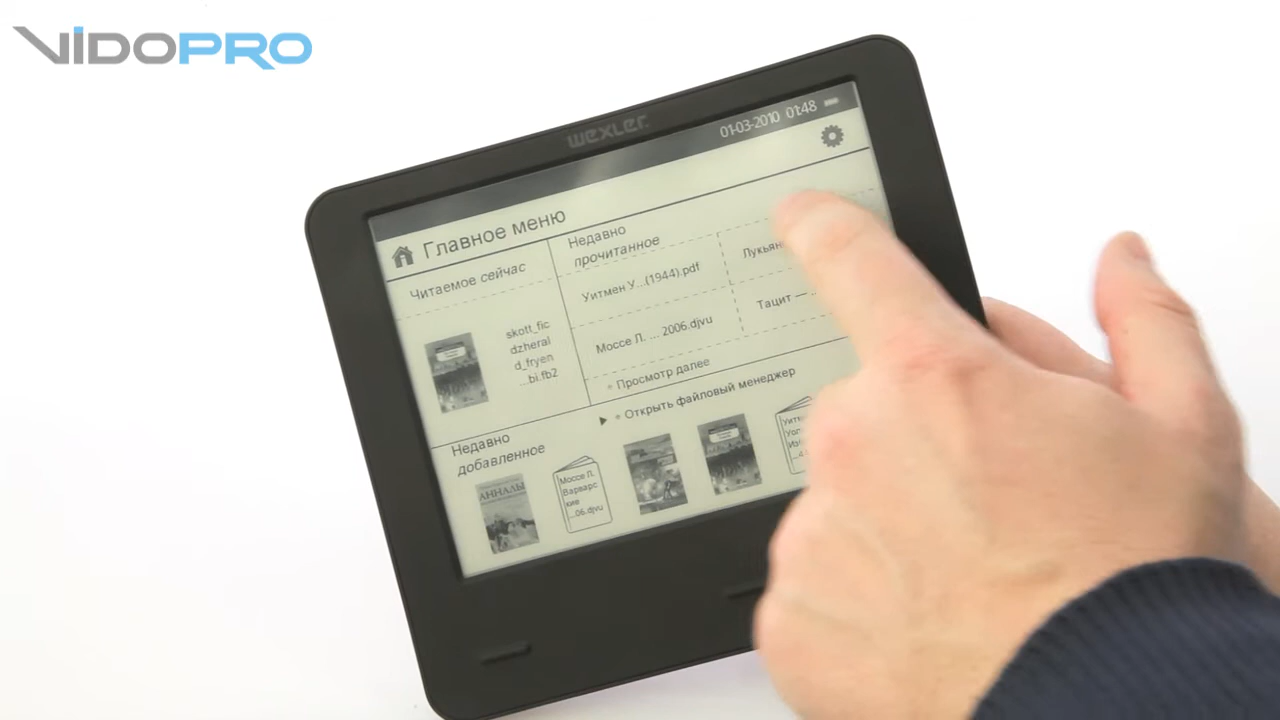 VIDOPRO
wexler.
01-03-2010 01:48
Главное меню
Читаемое сейчас
skott_fic
dzheral
d_fryen
...bi.fb2
Недавно
прочитанное
Уитмен У...(1944).pdf
Моссе Л. ... 2006.djvu
Тацит —
Просмотр далее
Открыть файловый менеджер
Недавно
добавленное
АННАЛЫ
Моссе Л.
Варварс
кие
...06.djvu